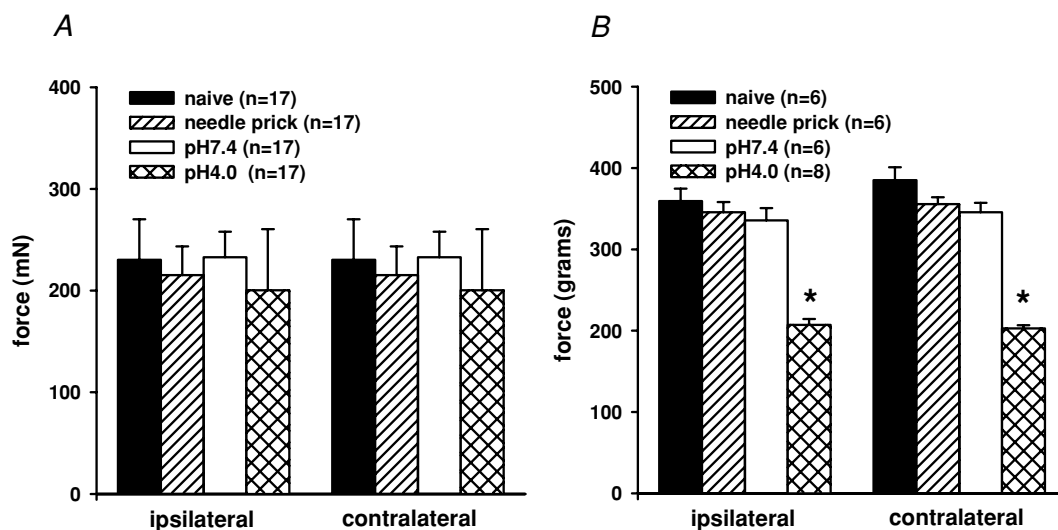 A
400
300
200
100
0
force (mN)
naive (n=17)
needle prick (n=17)
pH7.4 (n=17)
pH4.0 (n=17)
ipsilateral
contralateral
B
500
400
300
200
100
0
force (grams)
naive (n=6)
needle prick (n=6)
pH7.4 (n=6)
pH4.0 (n=8)
*
*
ipsilateral
contralateral